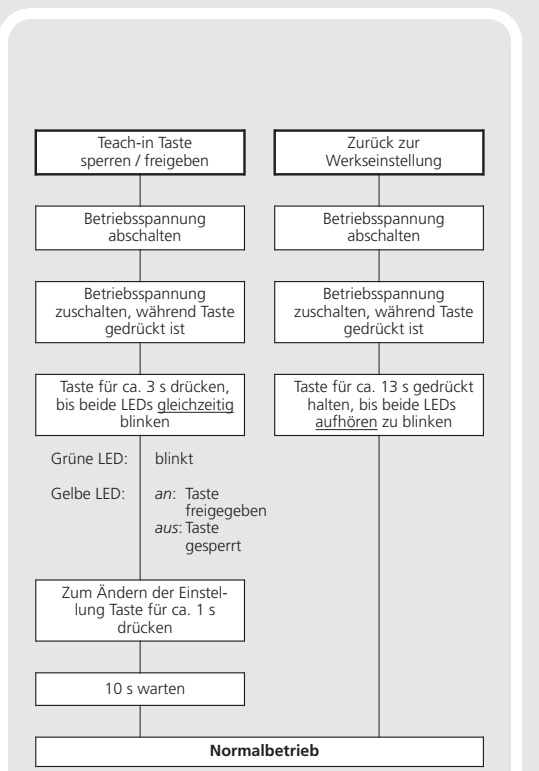 Teach-in Taste
sperren / freigeben
Betriebsspannung
abschalten
Betriebsspannung
zuschalten, während Taste
gedrückt ist
Taste für ca. 3 s drücken,
bis beide LEDs gleichzeitig
blinken
Grüne LED: blinkt
Gelbe LED: an: Taste
freigegeben
aus: Taste
gesperrt
Zum Ändern der Einstel-
lung Taste für ca. 1 s
drücken
10 s warten
Zurück zur
Werkseinstellung
Betriebsspannung
abschalten
Betriebsspannung
zuschalten, während Taste
gedrückt ist
Taste für ca. 13 s gedrückt
halten, bis beide LEDs
aufhören zu blinken
Normalbetrieb